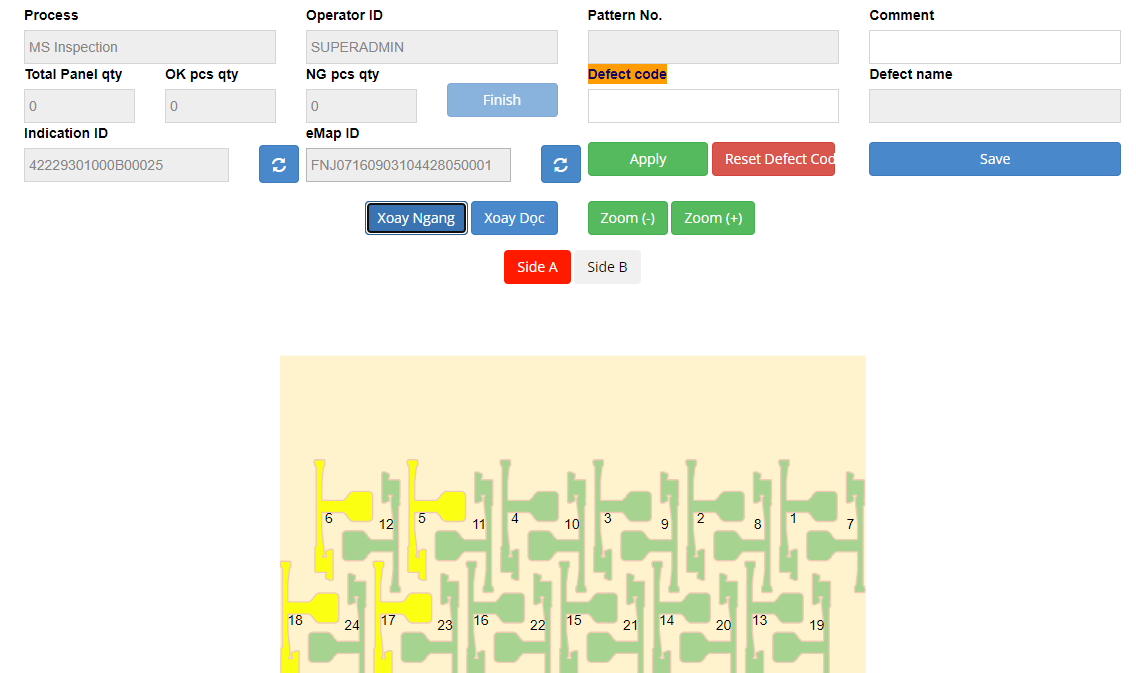 Process Operator ID Pattern No. Comment
MS Inspection SUPERADMIN
Total Panel qty OK pcs qty NG pcs qty Defect code Defect name
0 0 0 Finish
Indication ID eMap ID
42229301000B00025 FNJ07160903104428050001 Apply Reset Defect Cod Save
Xoay Ngang Xoay Dọc Zoom (-) Zoom (+)
Side A Side B
6 12 5 11 4 10 3 9 2 8 1 7
18 24 17 23 16 22 15 21 14 20 13 19